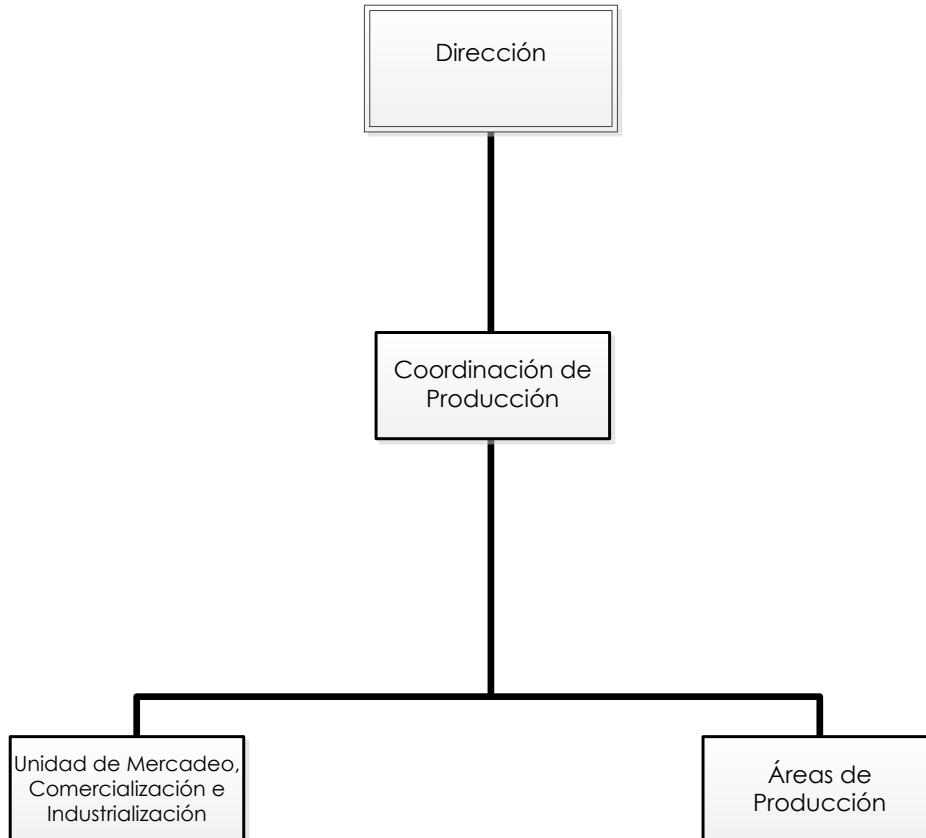 Dirección
Coordinación de
Producción
Unidad de Mercadeo,
Comercialización e
Industrialización
Áreas de
Producción